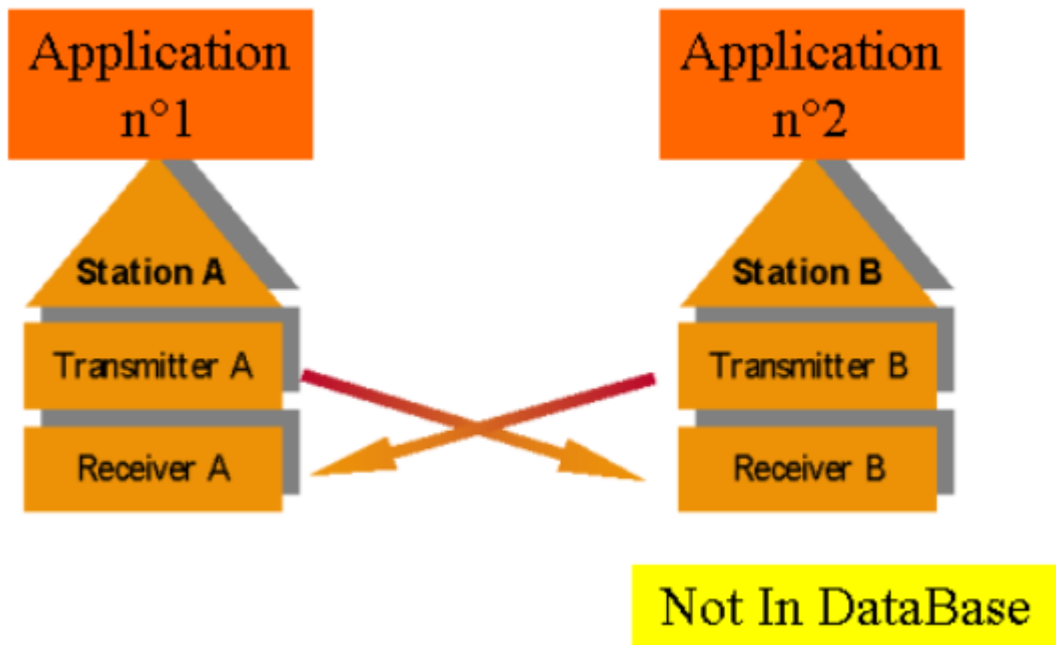 Application
n°1
Application
n°2
Station A
Station B
Transmitter A
Transmitter B
Receiver A
Receiver B
Not In DataBase